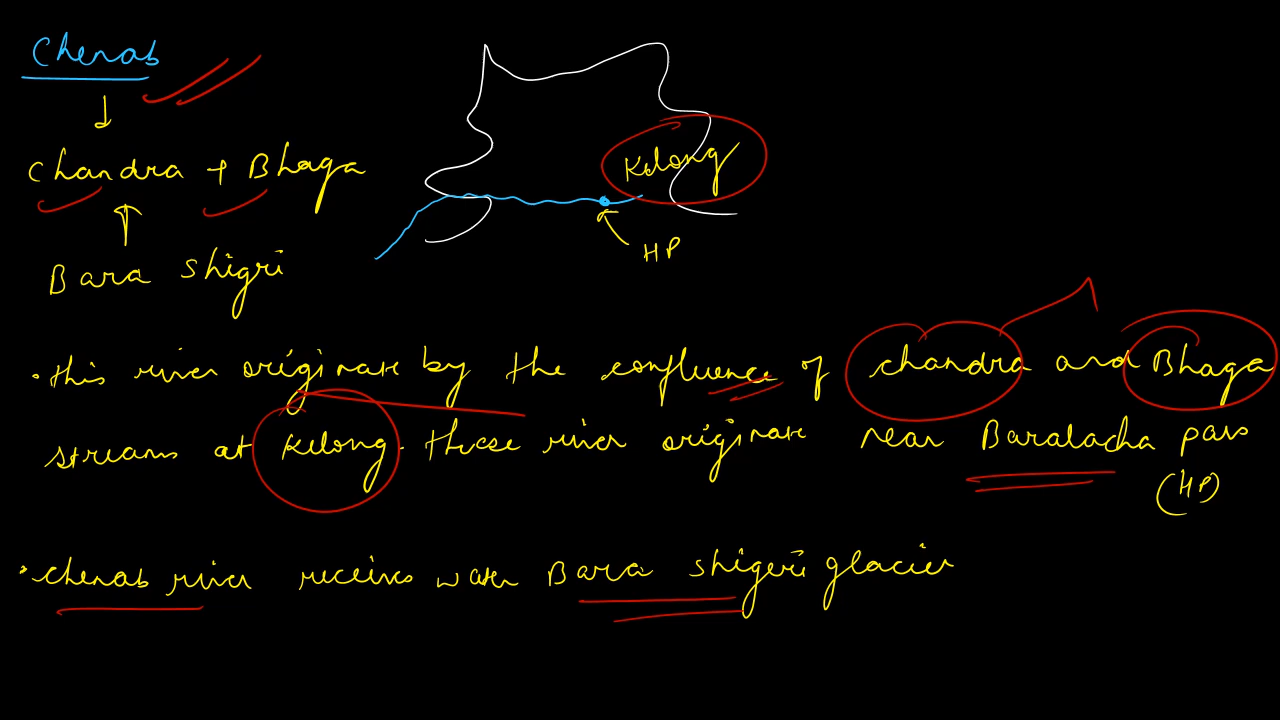 Chenab
Chandra + Bhaga
Bara Shigri
Kelong
HP
• this river originate by the confluence of chandra and Bhaga
streams at Kelong. these river originate near Baralacha pass
(HP)
• chenab river receives water Bara shigeri glacier